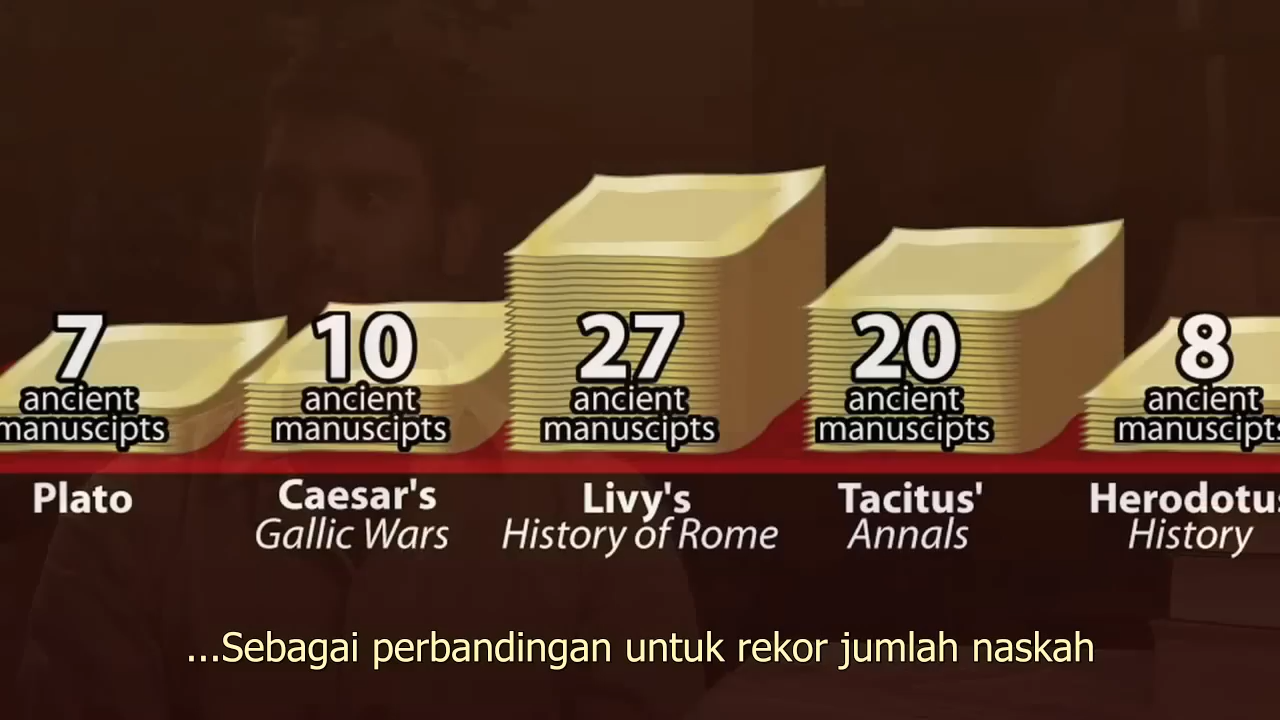 7
ancient
manuscipts
Plato
10
ancient
manuscipts
Caesar's
Gallic Wars
27
ancient
manuscipts
Livy's
History of Rome
20
ancient
manuscipts
Tacitus'
Annals
8
ancient
manuscipts
Herodotus
History
...Sebagai perbandingan untuk rekor jumlah naskah